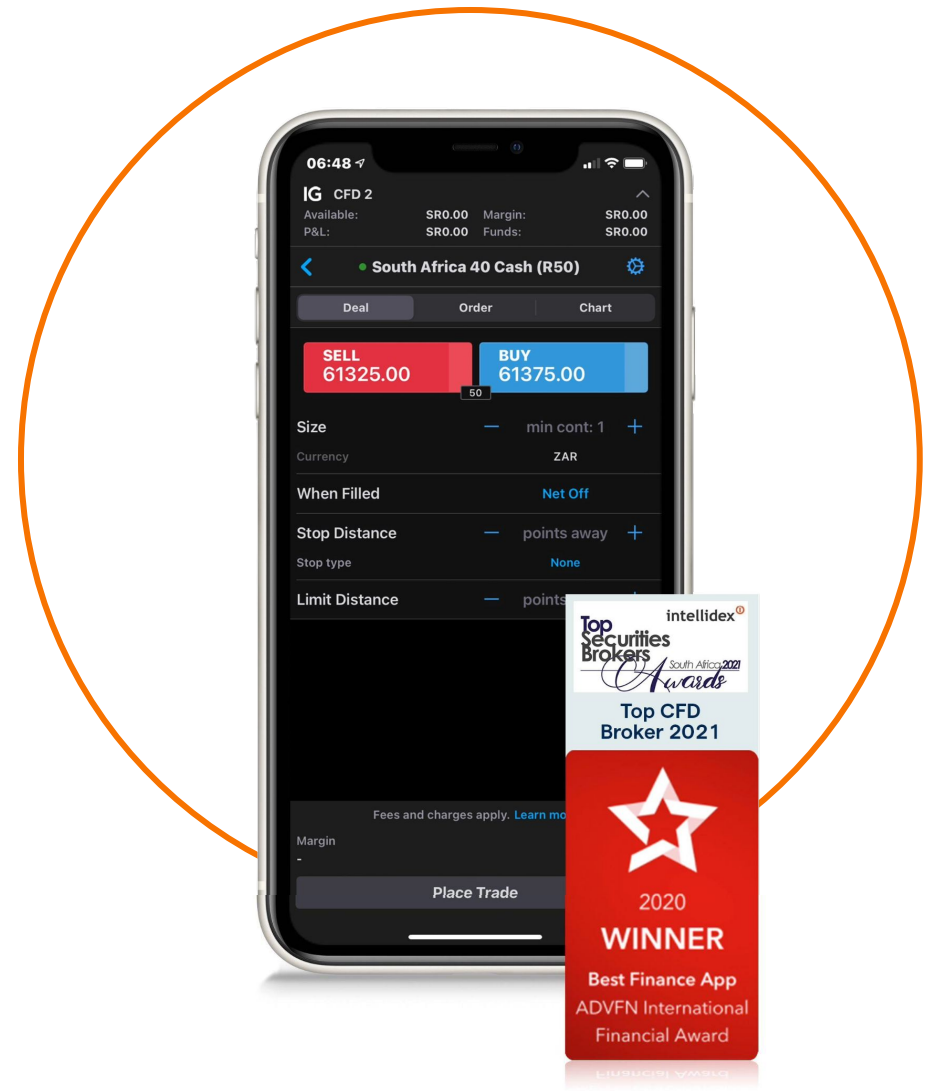 06:48
IG CFD 2
Available: SR0.00 Margin: SR0.00
P&L: SR0.00 Funds: SR0.00
South Africa 40 Cash (R50)
Deal Order Chart
SELL BUY
61325.00 61375.00
50
Size min cont: 1
Currency ZAR
When Filled Net Off
Stop Distance points away
Stop type None
Limit Distance points
intellidex
Top
Securities
Brokers
South Africa 2021
Awards
Top CFD
Broker 2021
Fees and charges apply. Learn mo
Margin
-
Place Trade
2020
WINNER
Best Finance App
ADVFN International
Financial Award